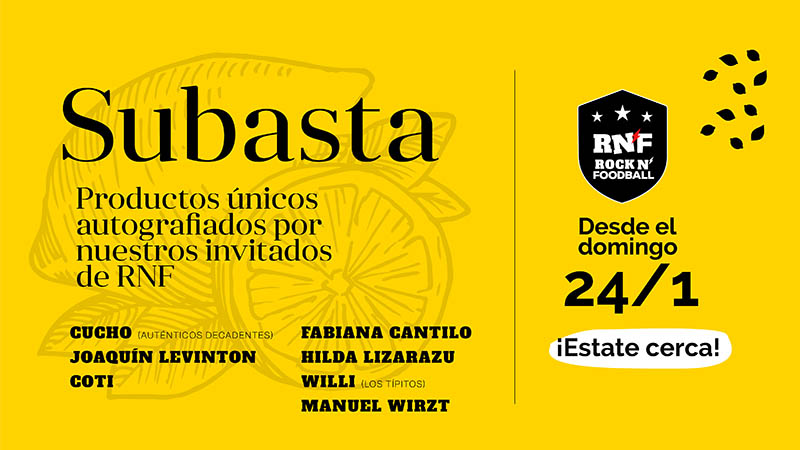 Subasta
Productos únicos
autografiados por
nuestros invitados
de RNF
CUCHO (AUTÉNTICOS DECADENTES)
JOAQUÍN LEVINTON
COTI
FABIANA CANTILO
HILDA LIZARAZU
WILLI (LOS TÍPITOS)
MANUEL WIRZT
RNF
ROCK N'
FOODBALL
Desde el
domingo
24/1
¡Estate cerca!